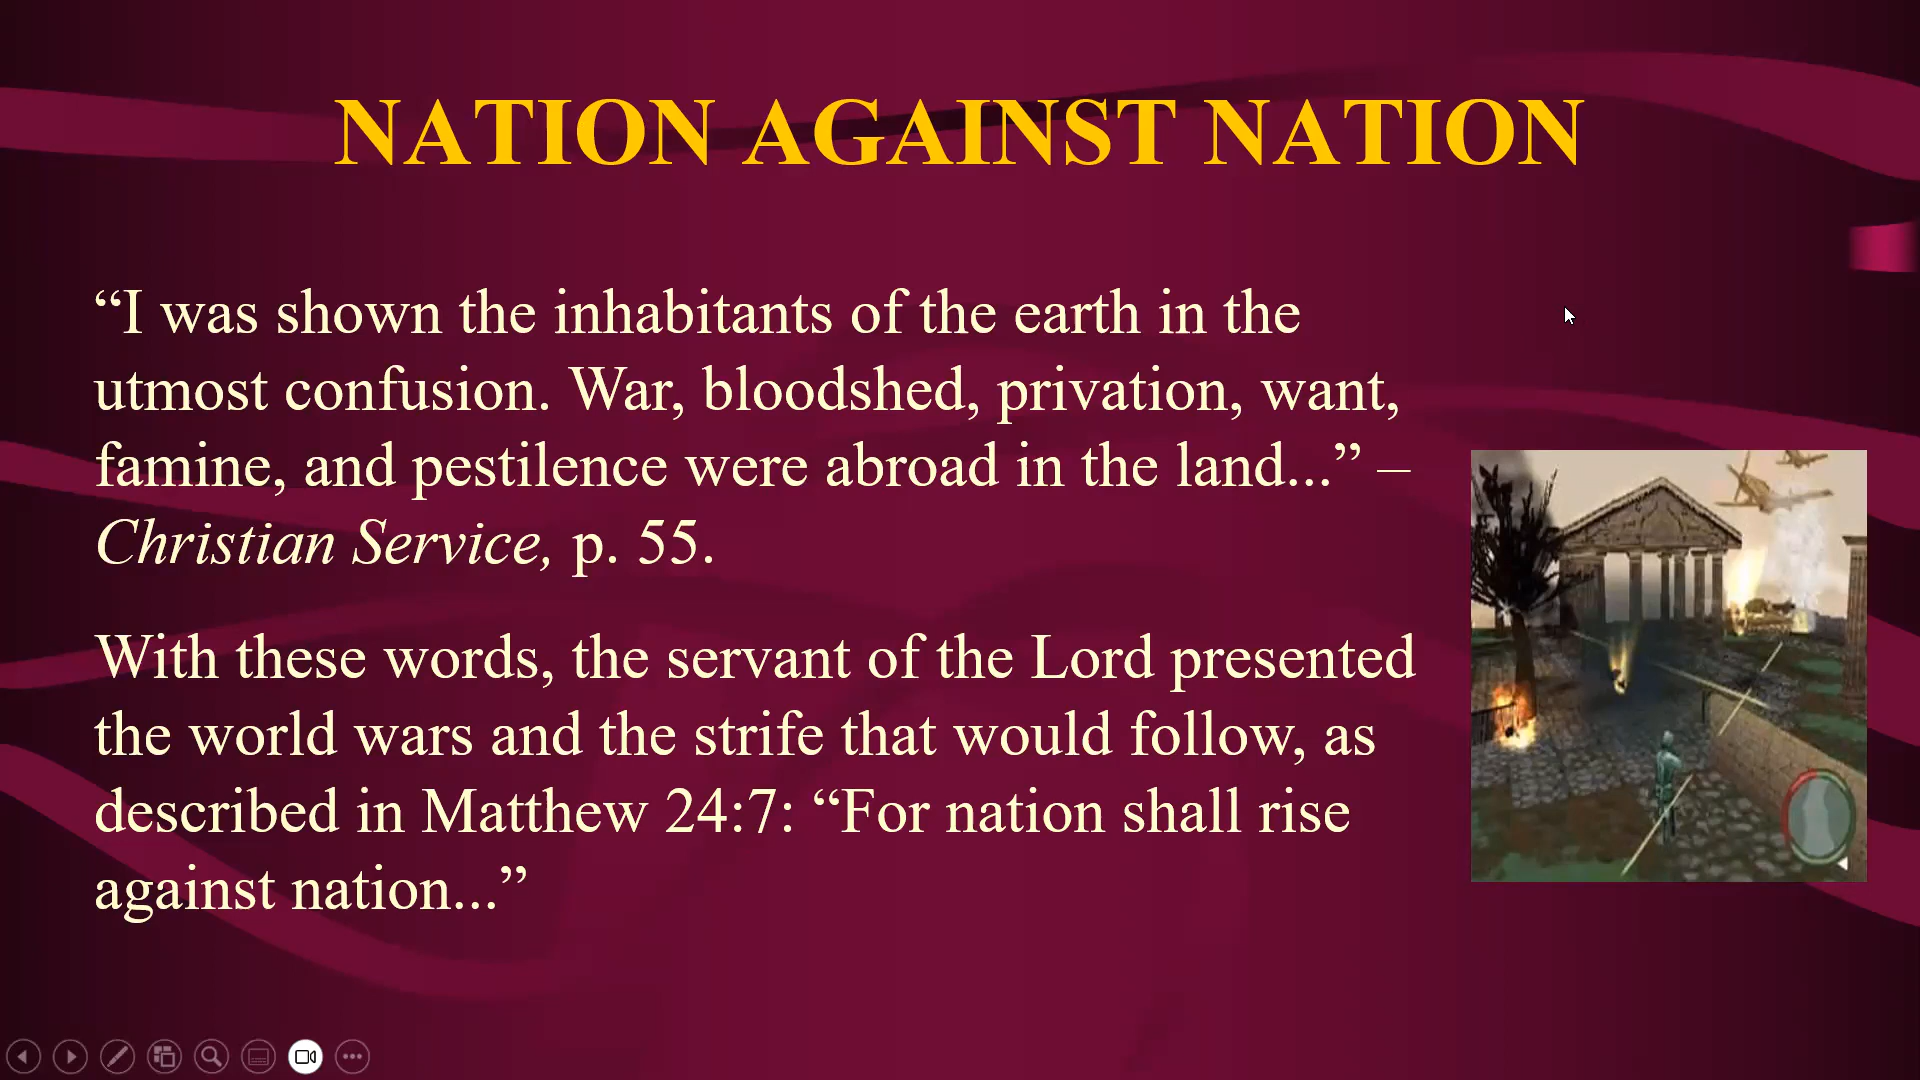 NATION AGAINST NATION
“I was shown the inhabitants of the earth in the
utmost confusion. War, bloodshed, privation, want,
famine, and pestilence were abroad in the land...” –
Christian Service, p. 55.
With these words, the servant of the Lord presented
the world wars and the strife that would follow, as
described in Matthew 24:7: “For nation shall rise
against nation...”